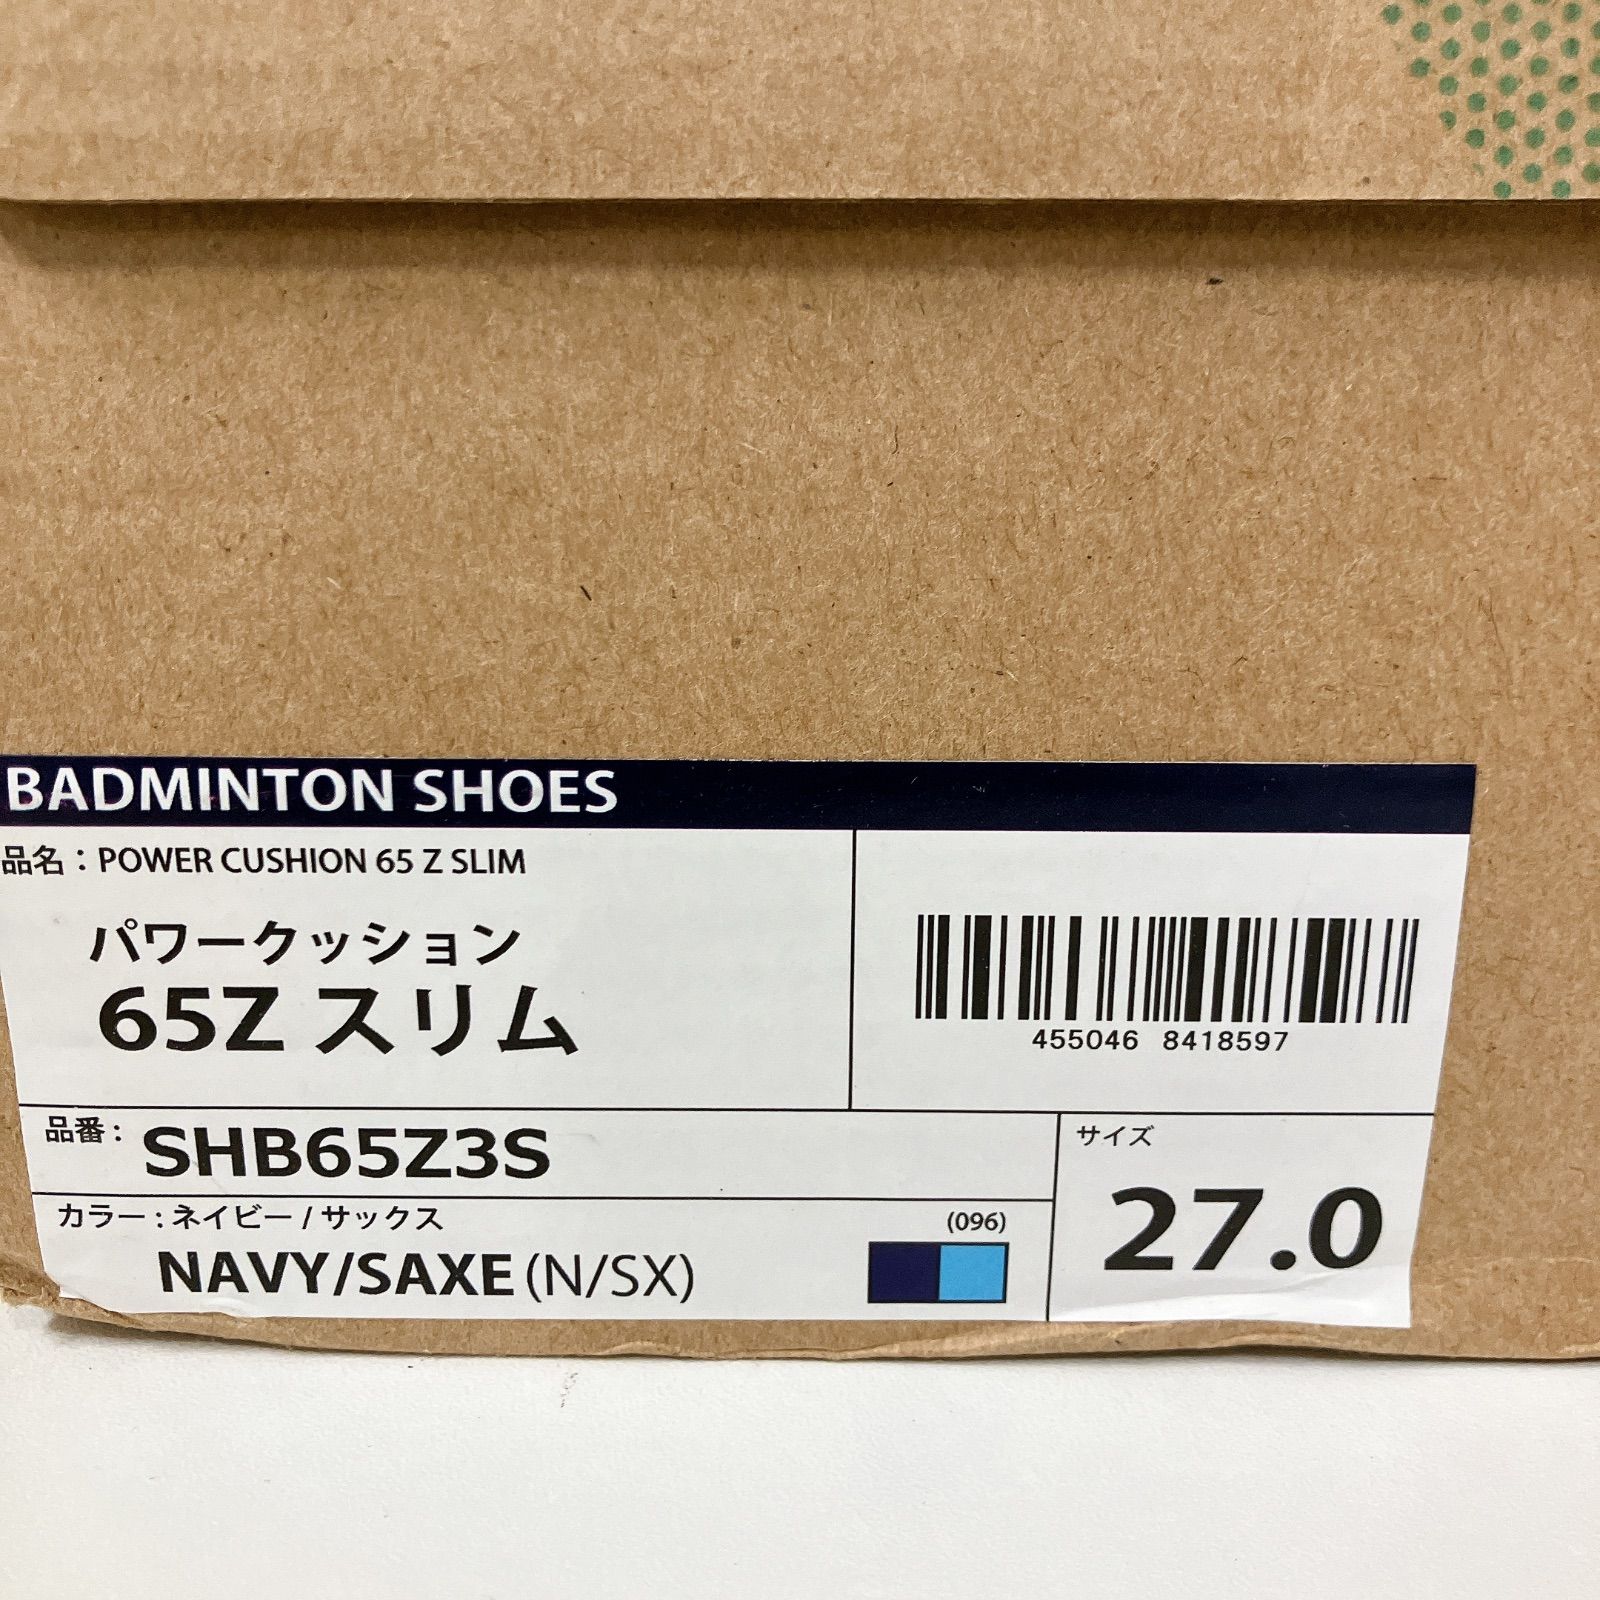 BADMINTON SHOES
品名：POWER CUSHION 65 Z SLIM
パワークッション
65Z スリム
455046 8418597
品番: SHB65Z3S
サイズ
27.0
カラー：ネイビー / サックス
(096)
NAVY/SAXE (N/SX)